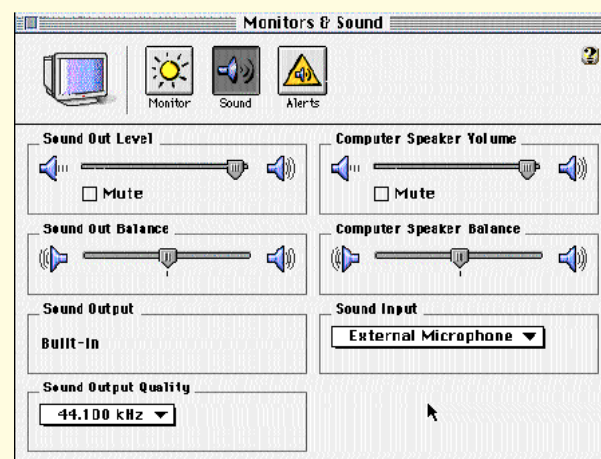 Monitors & Sound
?
Monitor Sound Alerts
Sound Out Level
Mute
Computer Speaker Volume
Mute
Sound Out Balance
Computer Speaker Balance
Sound Output
Built-In
Sound Input
External Microphone
Sound Output Quality
44.100 kHz